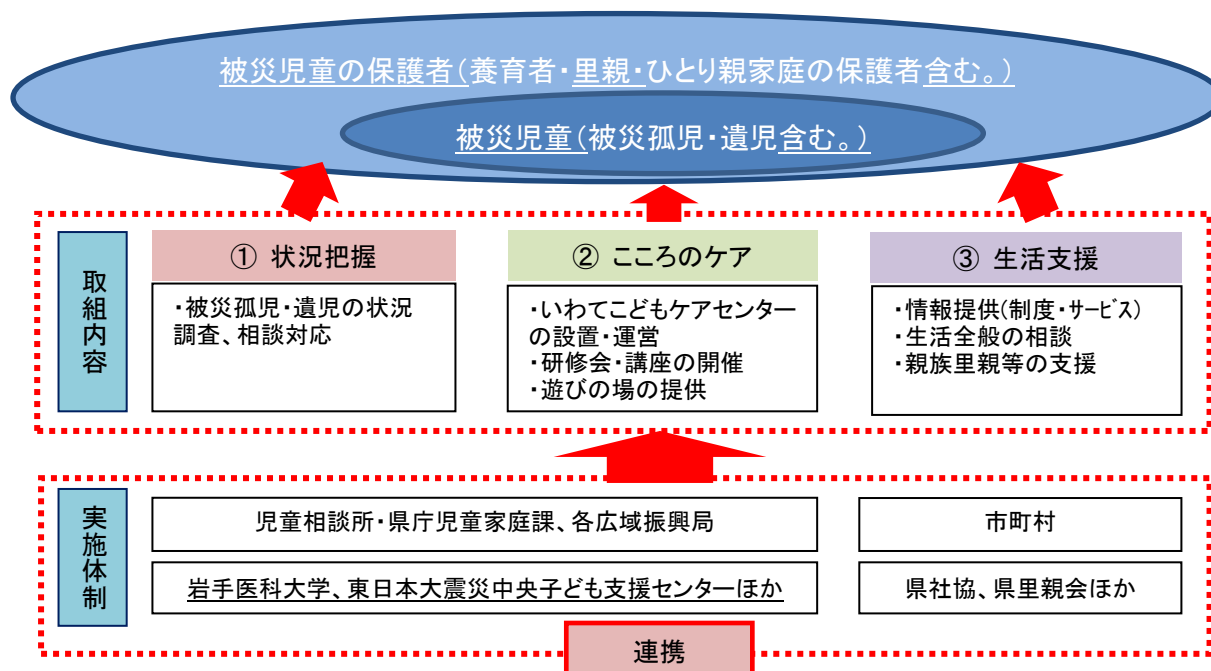 被災児童の保護者（養育者・里親・ひとり親家庭の保護者含む。）
被災児童（被災孤児・遺児含む。）
取組内容
① 状況把握
・被災孤児・遺児の状況
調査、相談対応
② こころのケア
・いわてこどもケアセンター
の設置・運営
・研修会・講座の開催
・遊びの場の提供
③ 生活支援
・情報提供(制度・サービス)
・生活全般の相談
・親族里親等の支援
実施体制
児童相談所・県庁児童家庭課、各広域振興局
市町村
岩手医科大学、東日本大震災中央子ども支援センターほか
県社協、県里親会ほか
連携